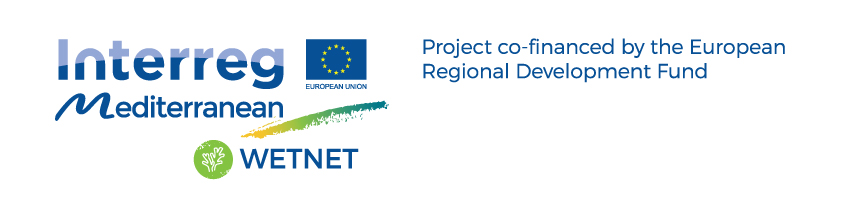 Interreg
EUROPEAN UNION
Mediterranean
WETNET
Project co-financed by the European
Regional Development Fund